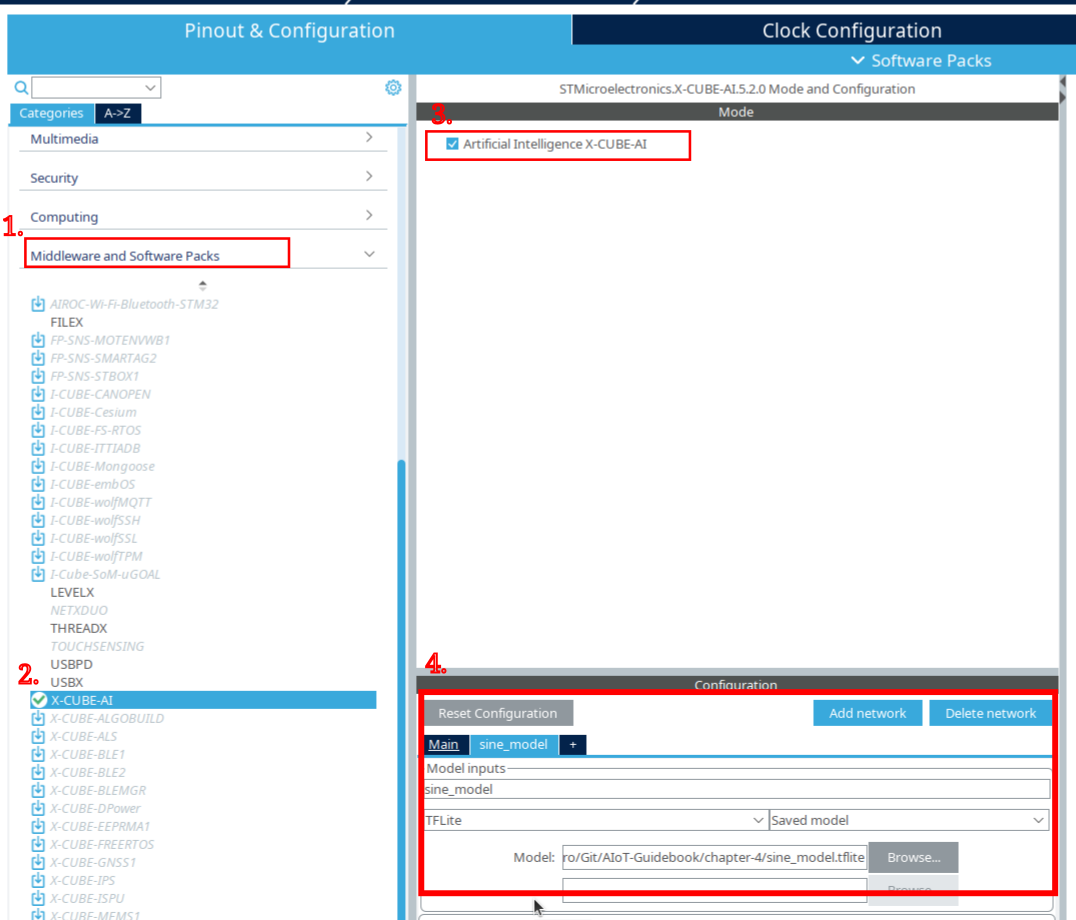 Pinout & Configuration
Clock Configuration
Software Packs
STMicroelectronics.X-CUBE-AI.5.2.0 Mode and Configuration
Categories
A->Z
3.
Mode
Multimedia
Artificial Intelligence X-CUBE-AI
Security
Computing
1.
Middleware and Software Packs
AIROC-Wi-Fi-Bluetooth-STM32
FILEX
FP-SNS-MOTENVWB1
FP-SNS-SMARTAG2
FP-SNS-STBOX1
I-CUBE-CANOPEN
I-CUBE-Cesium
I-CUBE-FS-RTOS
I-CUBE-ITTIADB
I-CUBE-Mongoose
I-CUBE-embOS
I-CUBE-wolfMQTT
I-CUBE-wolfSSH
I-CUBE-wolfSSL
I-CUBE-wolfTPM
I-Cube-SoM-uGOAL
LEVELX
NETXDUO
THREADX
TOUCHSENSING
USBPD
2.
USBX
X-CUBE-AI
X-CUBE-ALGOBUILD
X-CUBE-ALS
X-CUBE-BLE1
X-CUBE-BLE2
X-CUBE-BLEMGR
X-CUBE-DPower
X-CUBE-EEPRMA1
X-CUBE-FREERTOS
X-CUBE-GNSS1
X-CUBE-IPS
X-CUBE-ISPU
X-CUBE-MEMS1
4.
Configuration
Reset Configuration
Add network
Delete network
Main
sine_model
+
Model inputs
sine_model
TFLite
Saved model
Model:
ro/Git/AIoT-Guidebook/chapter-4/sine_model.tflite
Browse...
Browse...